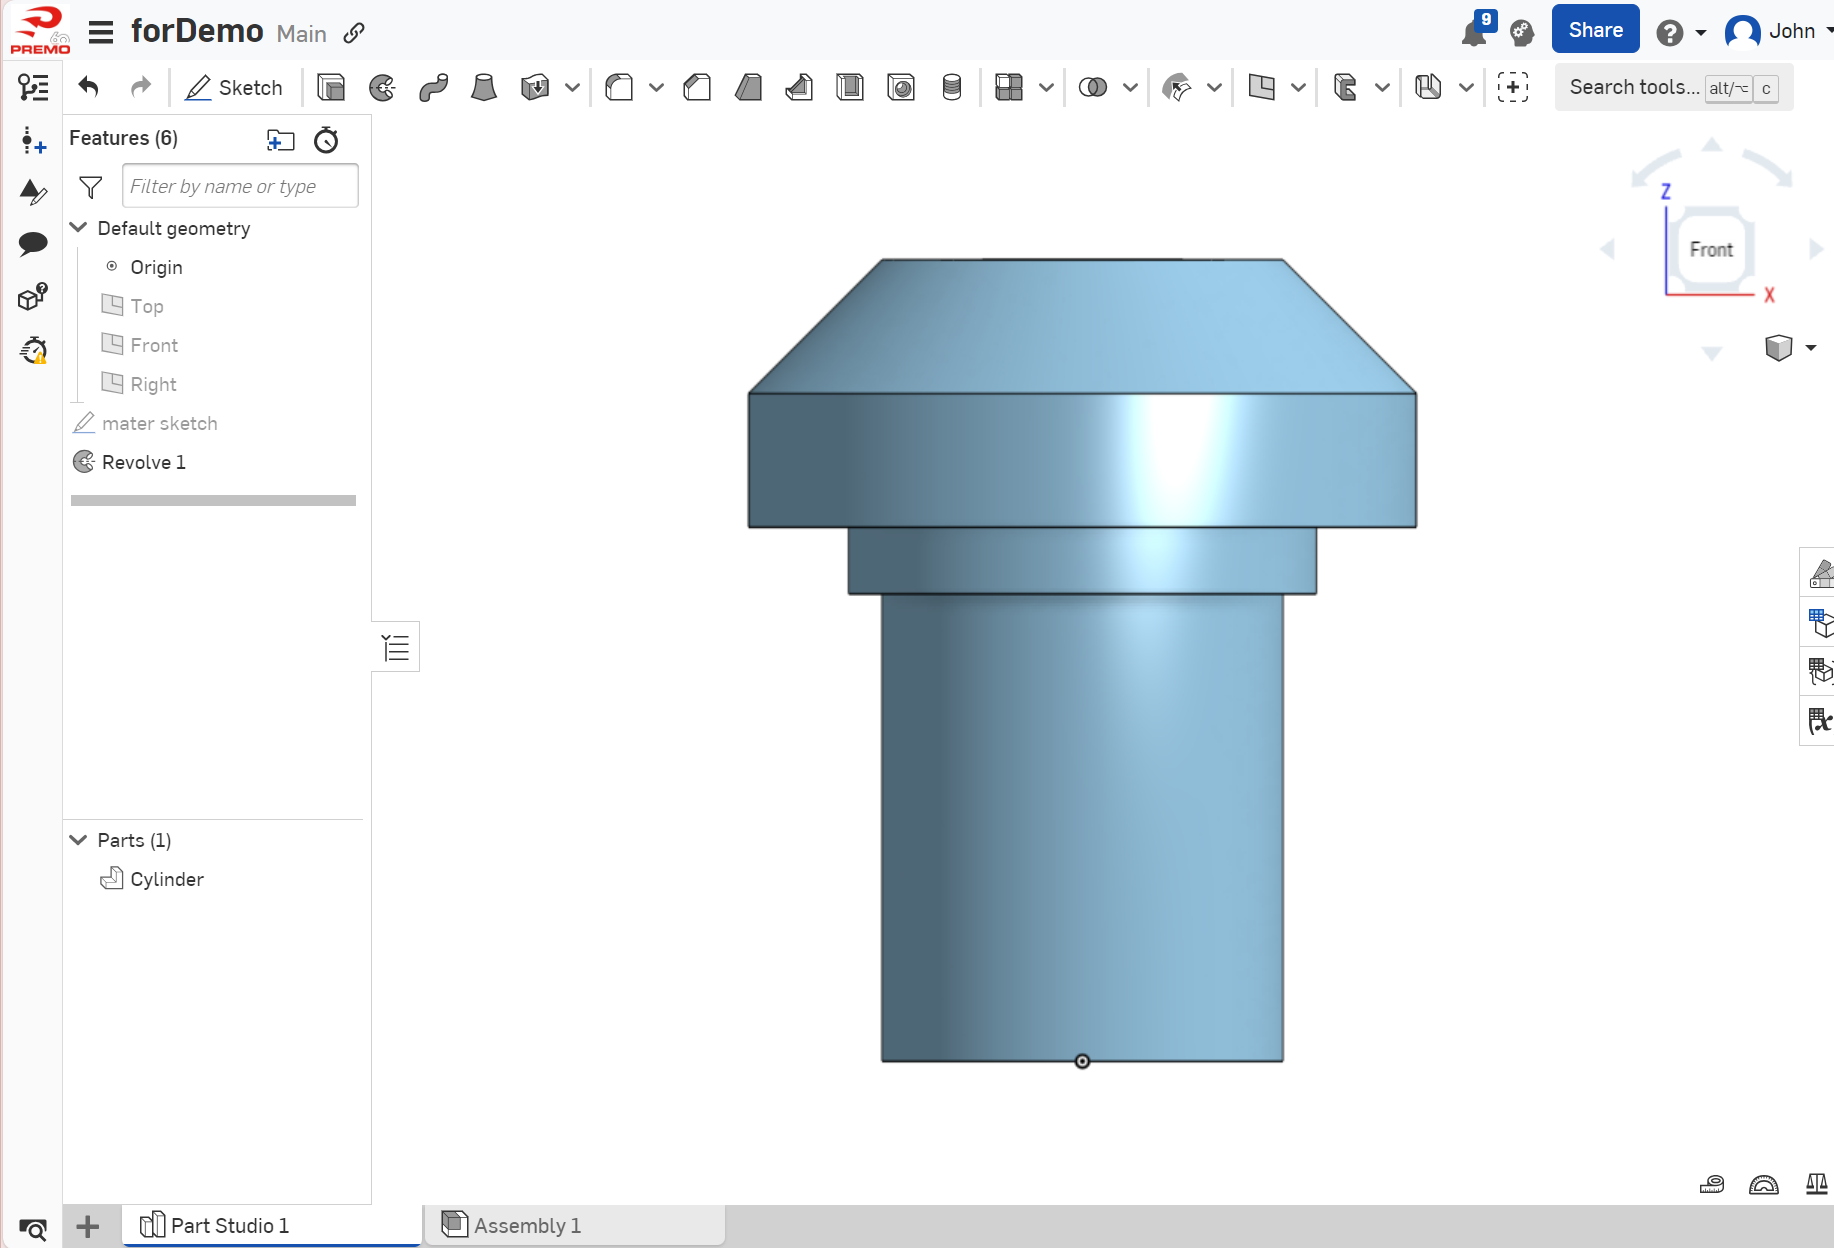 PREMO
forDemo Main
9
Share
?
John
Sketch
Search tools... alt/⌥ c
Features (6)
Filter by name or type
Default geometry
Origin
Top
Front
Right
mater sketch
Revolve 1
Z
Front
X
Parts (1)
Cylinder
Part Studio 1
Assembly 1